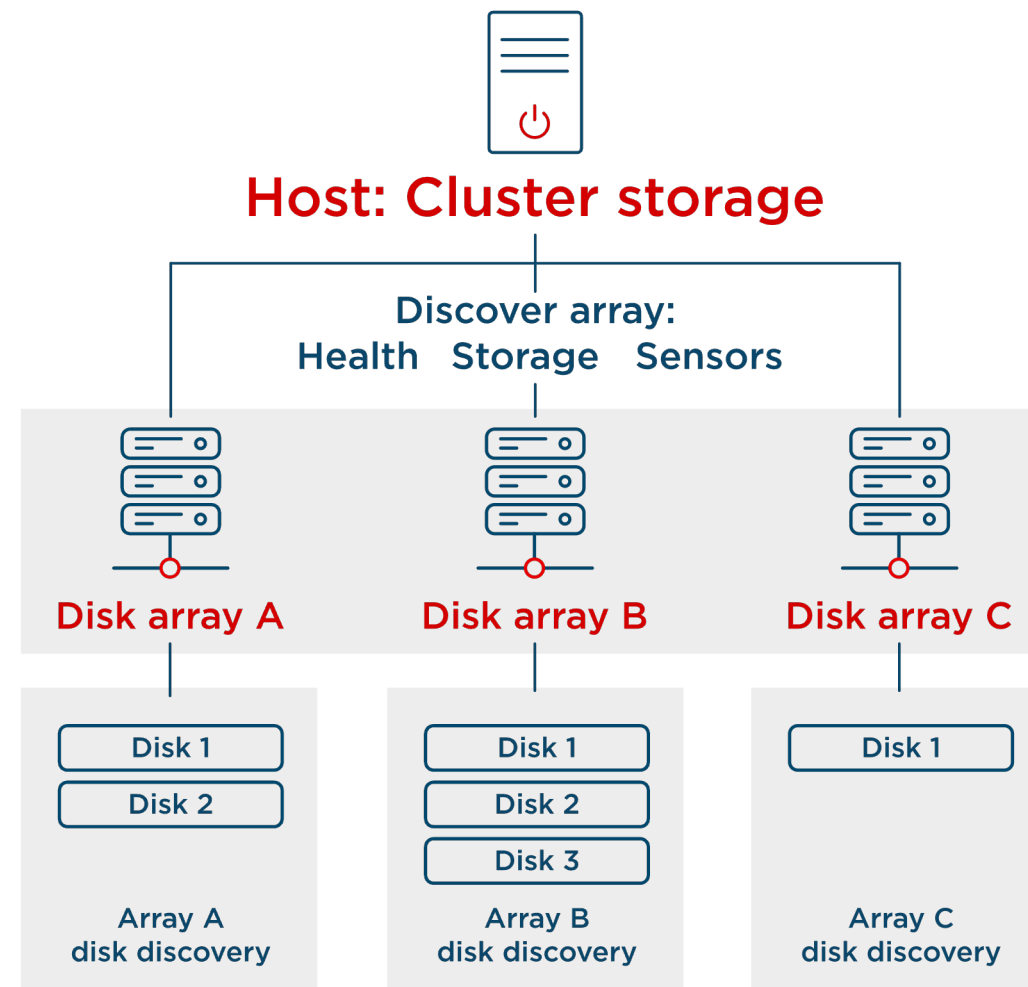 Host: Cluster storage
Discover array:
Health Storage Sensors
Disk array A
Disk array B
Disk array C
Disk 1
Disk 2
Array A
disk discovery
Disk 1
Disk 2
Disk 3
Array B
disk discovery
Disk 1
Array C
disk discovery